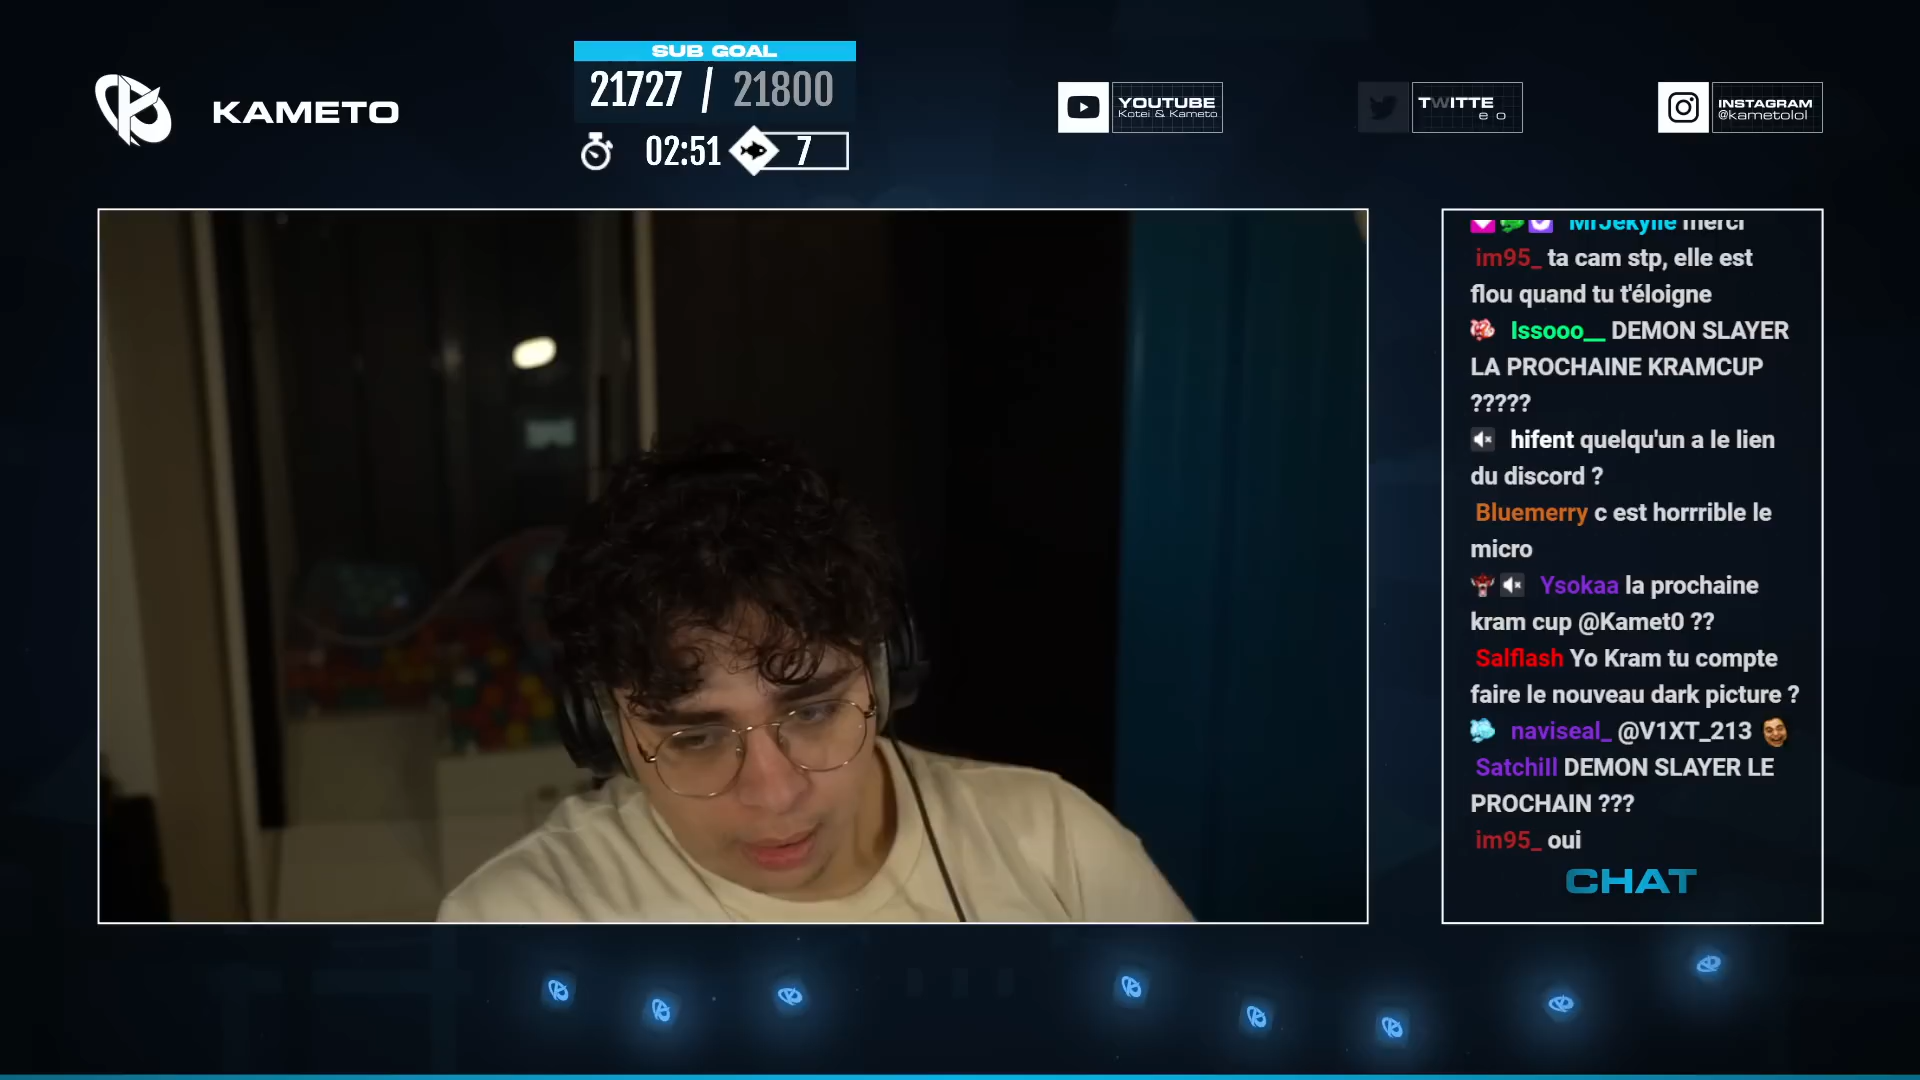 SUB GOAL
21727 / 21800
02:51 7
KAMETO
YOUTUBE
Kotei & Kameto
TWITTE
e o
INSTAGRAM
@kametolol
MrJekylle merci
im95_ ta cam stp, elle est
flou quand tu t'éloigne
Issooo__ DEMON SLAYER
LA PROCHAINE KRAMCUP
?????
hifent quelqu'un a le lien
du discord ?
Bluemerry c est horrrible le
micro
Ysokaa la prochaine
kram cup @Kamet0 ??
Salflash Yo Kram tu compte
faire le nouveau dark picture ?
naviseal_ @V1XT_213
Satchill DEMON SLAYER LE
PROCHAIN ???
im95_ oui
CHAT